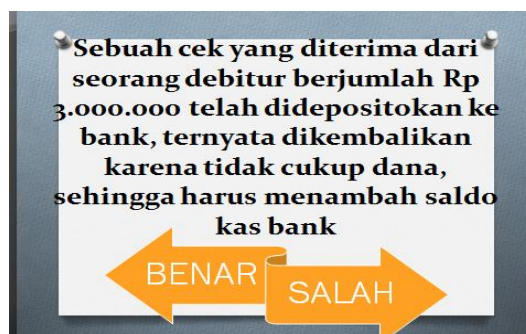 Sebuah cek yang diterima dari
seorang debitur berjumlah Rp
3.000.000 telah didepositokan ke
bank, ternyata dikembalikan
karena tidak cukup dana,
sehingga harus menambah saldo
kas bank
BENAR
SALAH